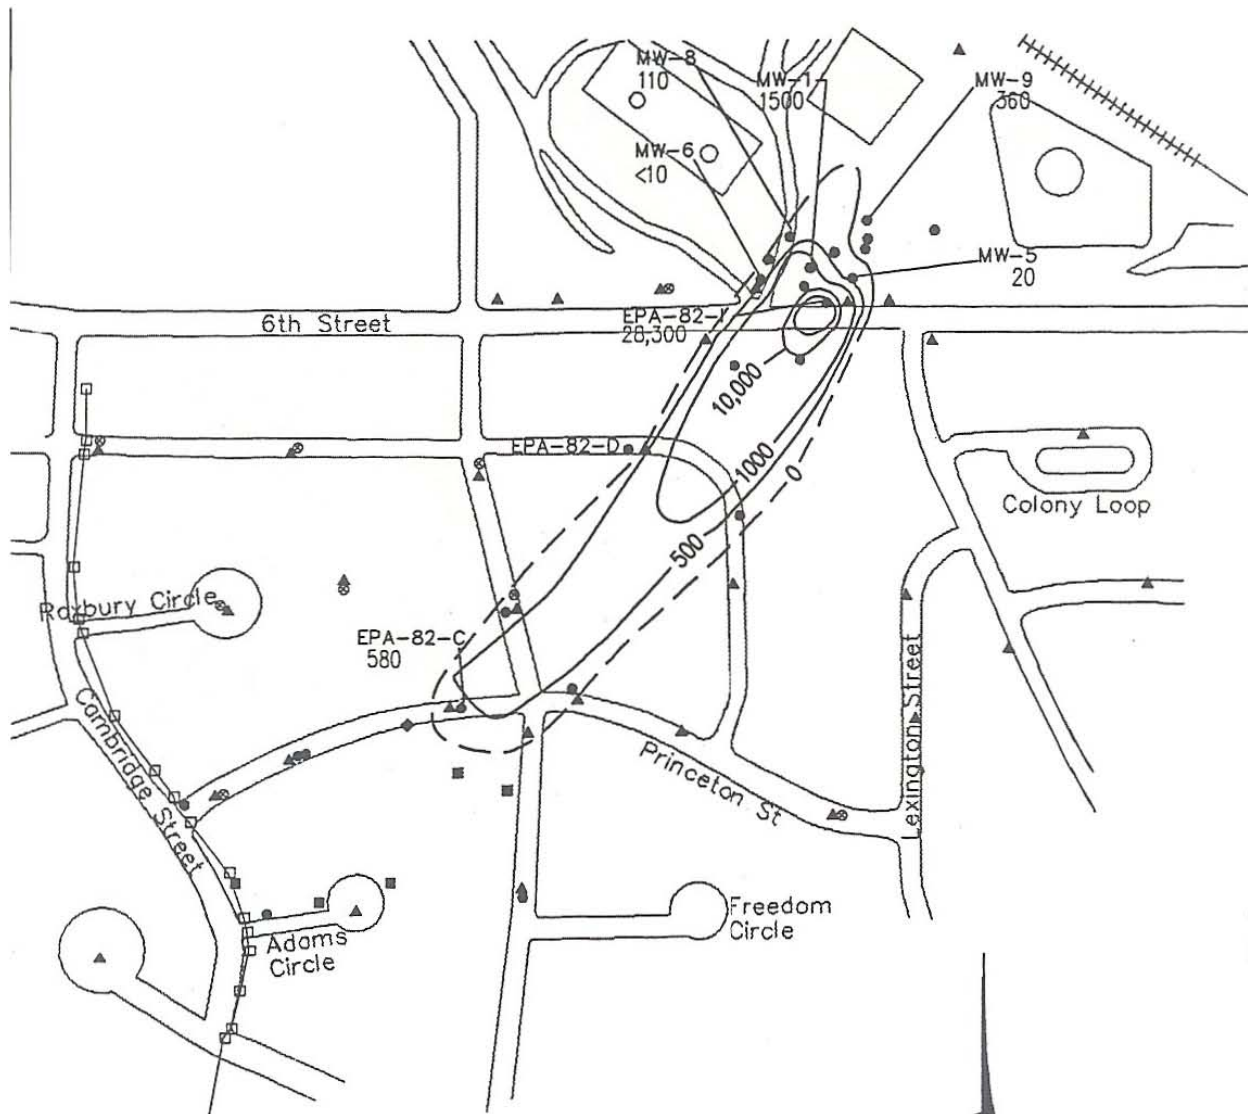 MW-8
110
MW-1
1500
MW-9
360
MW-6
<10
MW-5
20
6th Street
28,300
10,000
EPA-82-D
1000
0
Colony Loop
500
Roxbury Circle
EPA-82-C
580
Cambridge Street
Princeton St
Lexington Street
Freedom
Circle
Adams
Circle